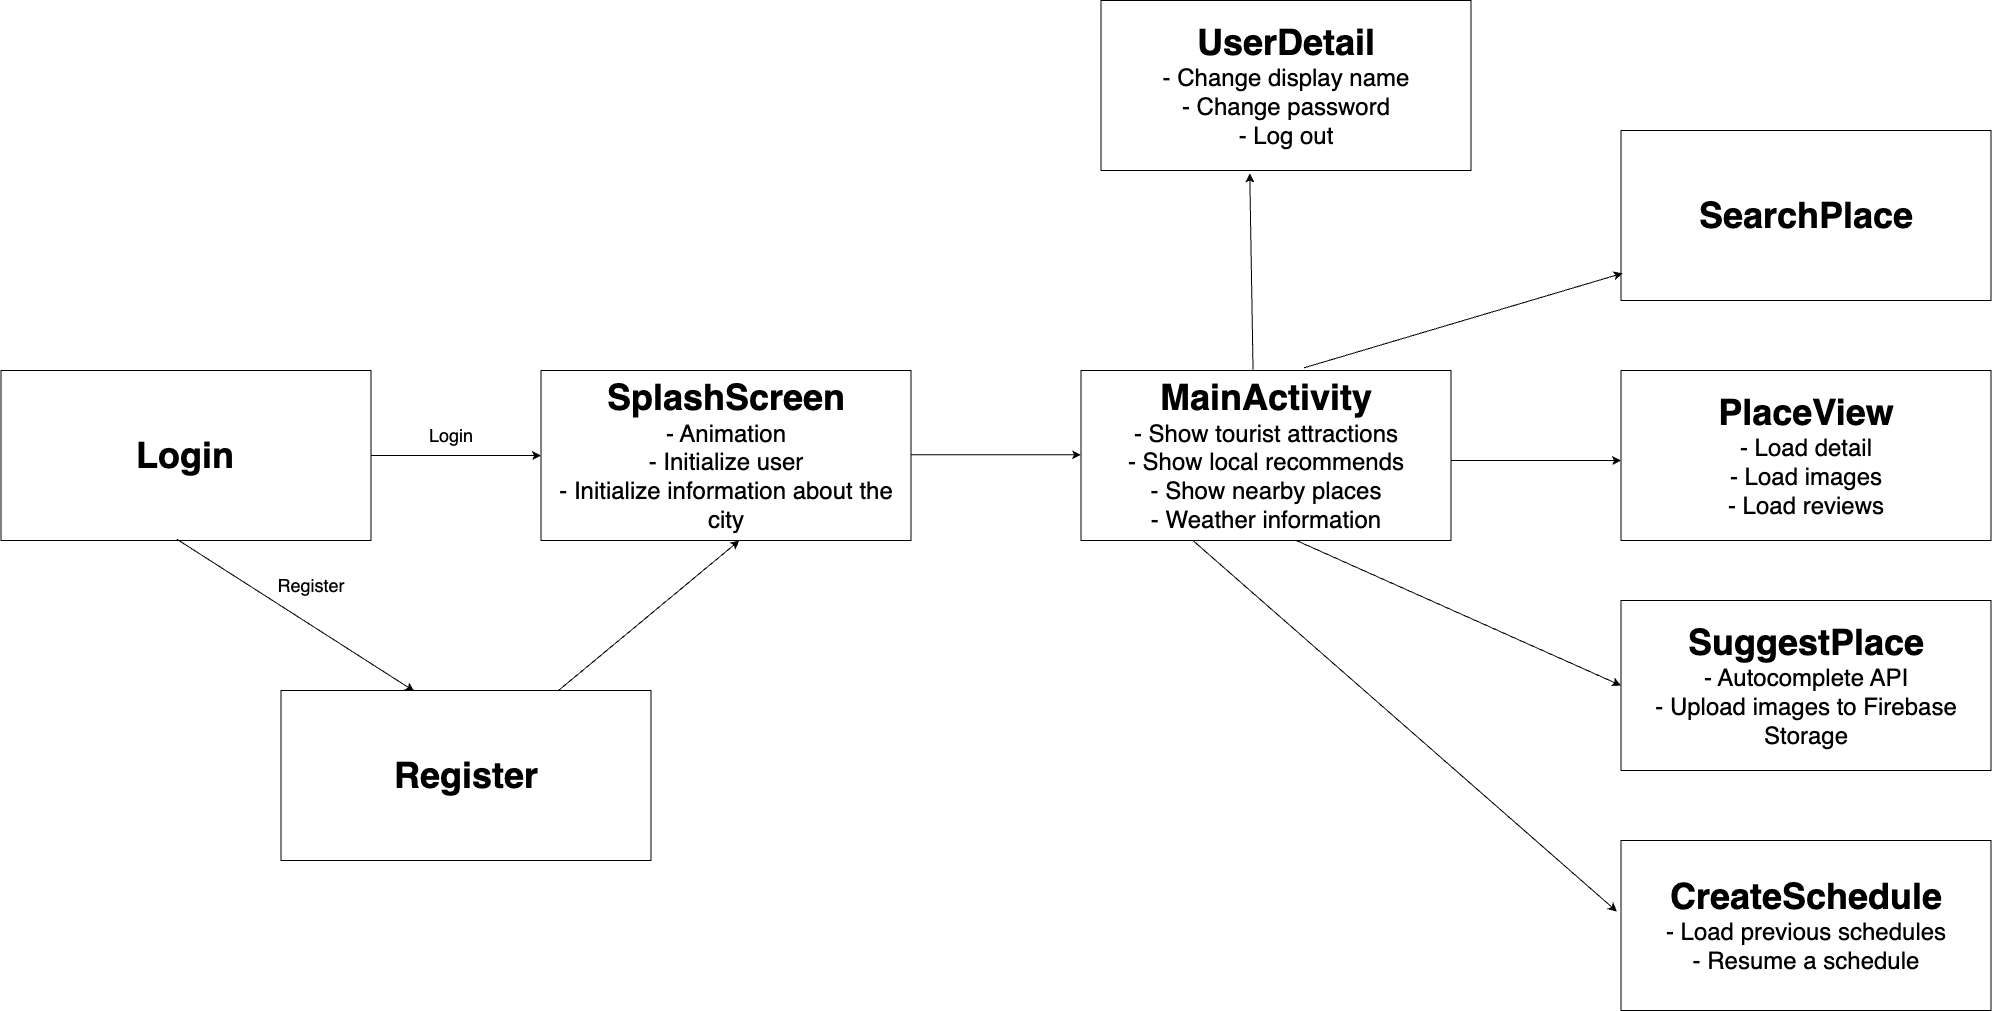 UserDetail
- Change display name
- Change password
- Log out
SearchPlace
Login
Login
SplashScreen
- Animation
- Initialize user
- Initialize information about the
city
MainActivity
- Show tourist attractions
- Show local recommends
- Show nearby places
- Weather information
PlaceView
- Load detail
- Load images
- Load reviews
Register
Register
SuggestPlace
- Autocomplete API
- Upload images to Firebase
Storage
CreateSchedule
- Load previous schedules
- Resume a schedule